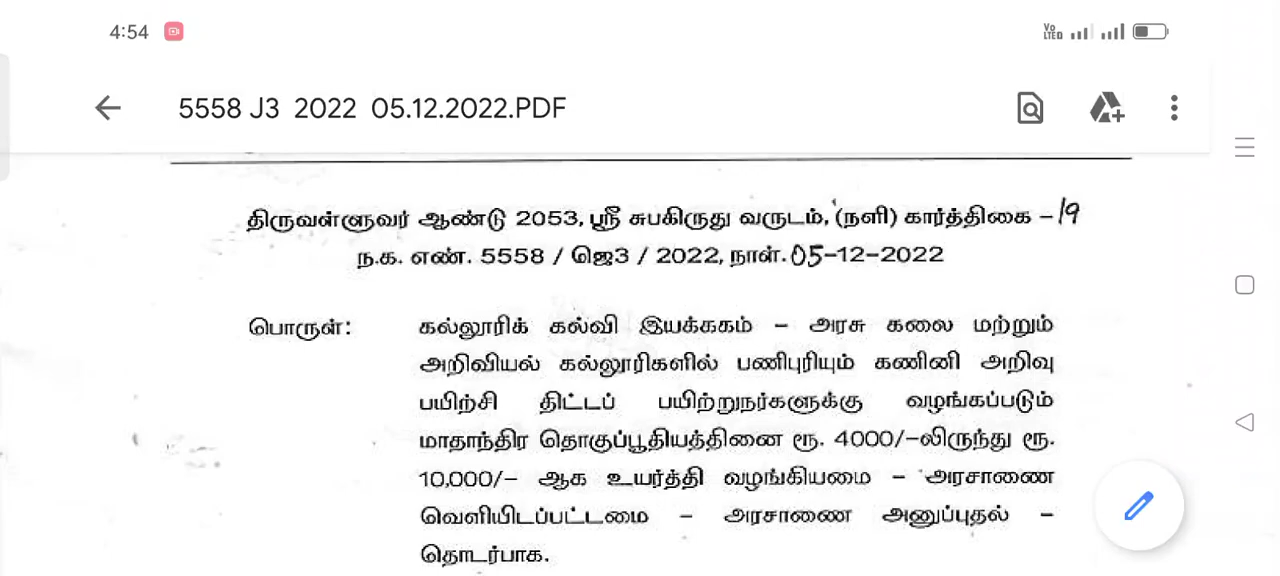 4:54
Vo LTED
5558 J3 2022 05.12.2022.PDF
திருவள்ளுவர் ஆண்டு 2053, ஸ்ரீ சுபகிருது வருடம், (நளி) கார்த்திகை – 19
ந.க. எண். 5558 / ஜெ3 / 2022, நாள். 05–12–2022
பொருள்: கல்லூரிக் கல்வி இயக்ககம் – அரசு கலை மற்றும்
அறிவியல் கல்லூரிகளில் பணிபுரியும் கணினி அறிவு
பயிற்சி திட்டப் பயிற்றுநர்களுக்கு வழங்கப்படும்
மாதாந்திர தொகுப்பூதியத்தினை ரூ. 4000/–லிருந்து ரூ.
10,000/– ஆக உயர்த்தி வழங்கியமை – அரசாணை
வெளியிடப்பட்டமை – அரசாணை அனுப்புதல் –
தொடர்பாக.